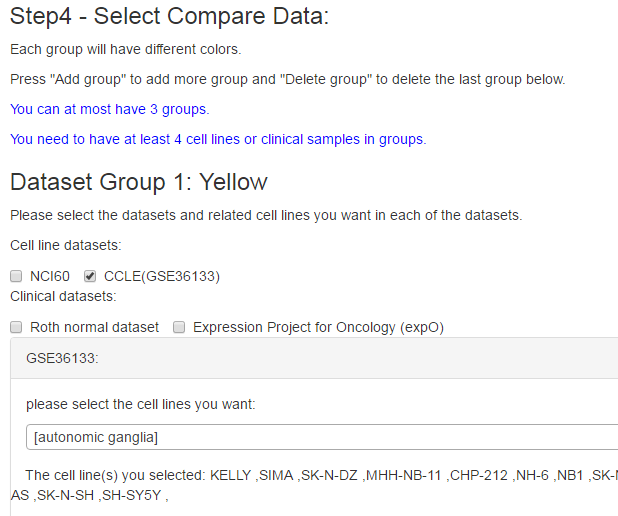 Step4 - Select Compare Data:
Each group will have different colors.
Press "Add group" to add more group and "Delete group" to delete the last group below.
You can at most have 3 groups.
You need to have at least 4 cell lines or clinical samples in groups.
Dataset Group 1: Yellow
Please select the datasets and related cell lines you want in each of the datasets.
Cell line datasets:
NCI60 CCLE(GSE36133)
Clinical datasets:
Roth normal dataset Expression Project for Oncology (expO)
GSE36133:
please select the cell lines you want:
[autonomic ganglia]
The cell line(s) you selected: KELLY ,SIMA ,SK-N-DZ ,MHH-NB-11 ,CHP-212 ,NH-6 ,NB1 ,
AS ,SK-N-SH ,SH-SY5Y ,